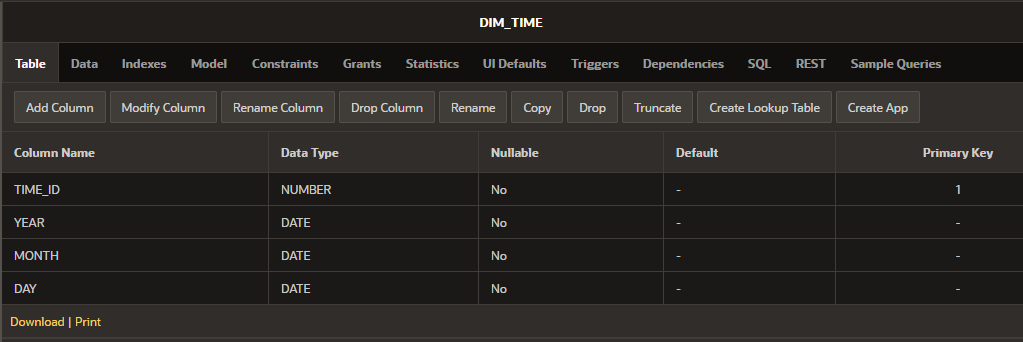 DIM_TIME
Table Data Indexes Model Constraints Grants Statistics UI Defaults Triggers Dependencies SQL REST Sample Queries
Add Column Modify Column Rename Column Drop Column Rename Copy Drop Truncate Create Lookup Table Create App
Column Name Data Type Nullable Default Primary Key
TIME_ID NUMBER No - 1
YEAR DATE No - -
MONTH DATE No - -
DAY DATE No - -
Download | Print